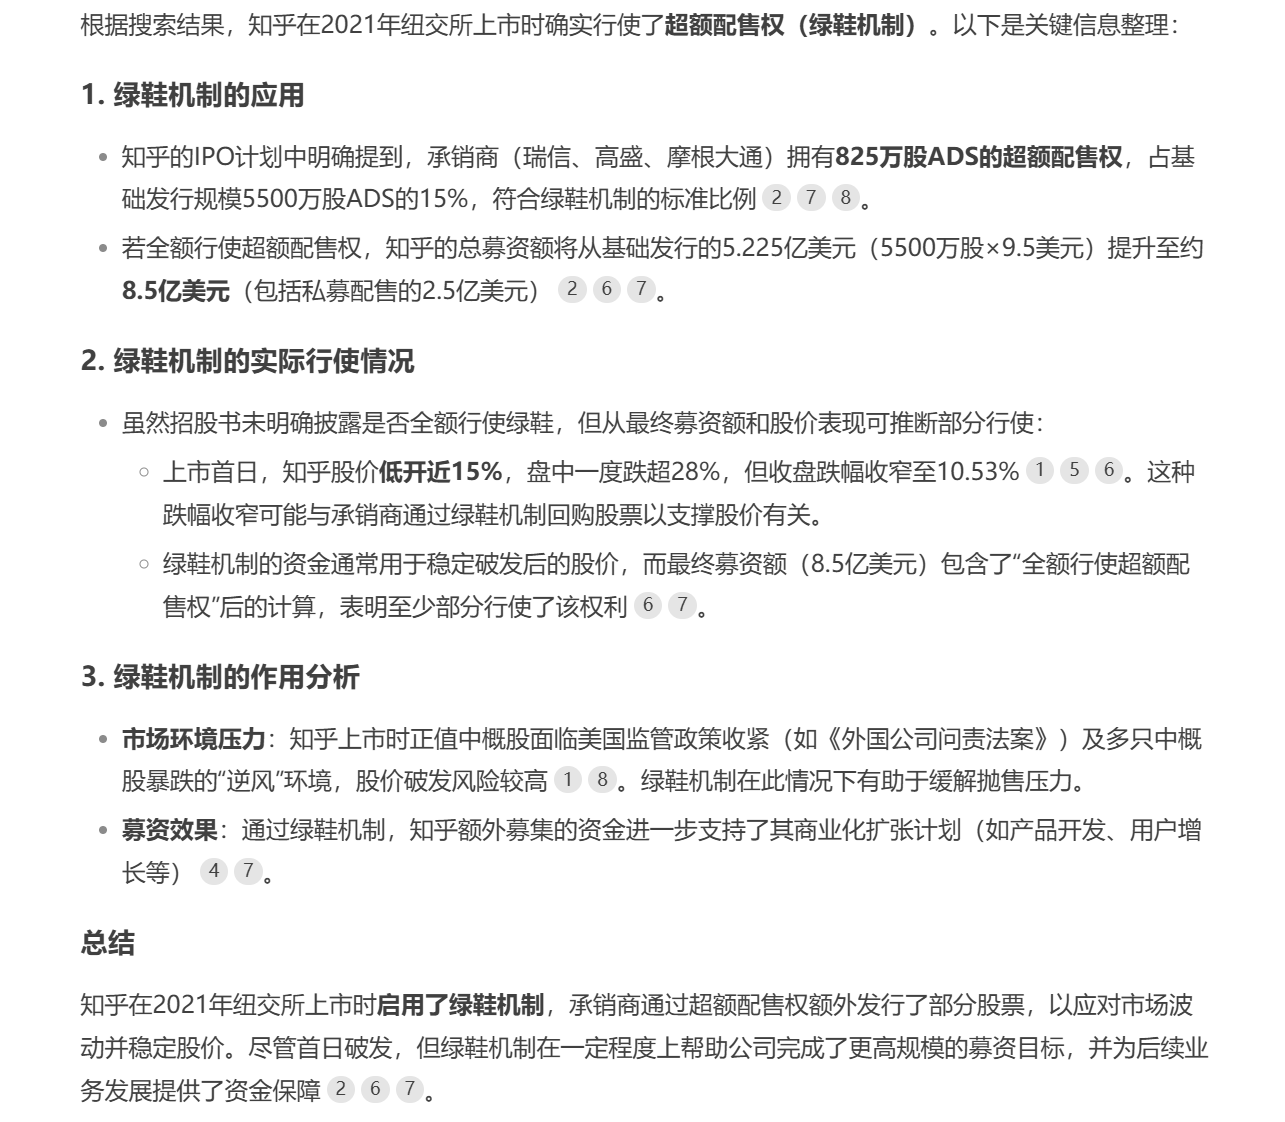 根据搜索结果，知乎在2021年纽交所上市时确实行使了超额配售权（绿鞋机制）。以下是关键信息整理：
1. 绿鞋机制的应用
• 知乎的IPO计划中明确提到，承销商（瑞信、高盛、摩根大通）拥有825万股ADS的超额配售权，占基
础发行规模5500万股ADS的15%，符合绿鞋机制的标准比例 2 7 8 。
• 若全额行使超额配售权，知乎的总募资额将从基础发行的5.225亿美元（5500万股×9.5美元）提升至约
8.5亿美元（包括私募配售的2.5亿美元） 2 6 7 。
2. 绿鞋机制的实际行使情况
• 虽然招股书未明确披露是否全额行使绿鞋，但从最终募资额和股价表现可推断部分行使：
○ 上市首日，知乎股价低开近15%，盘中一度跌超28%，但收盘跌幅收窄至10.53% 1 5 6 。这种
跌幅收窄可能与承销商通过绿鞋机制回购股票以支撑股价有关。
○ 绿鞋机制的资金通常用于稳定破发后的股价，而最终募资额（8.5亿美元）包含了“全额行使超额配
售权”后的计算，表明至少部分行使了该权利 6 7 。
3. 绿鞋机制的作用分析
• 市场环境压力：知乎上市时正值中概股面临美国监管政策收紧（如《外国公司问责法案》）及多只中概
股暴跌的“逆风”环境，股价破发风险较高 1 8 。绿鞋机制在此情况下有助于缓解抛售压力。
• 募资效果：通过绿鞋机制，知乎额外募集的资金进一步支持了其商业化扩张计划（如产品开发、用户增
长等） 4 7 。
总结
知乎在2021年纽交所上市时启用了绿鞋机制，承销商通过超额配售权额外发行了部分股票，以应对市场波
动并稳定股价。尽管首日破发，但绿鞋机制在一定程度上帮助公司完成了更高规模的募资目标，并为后续业
务发展提供了资金保障 2 6 7 。